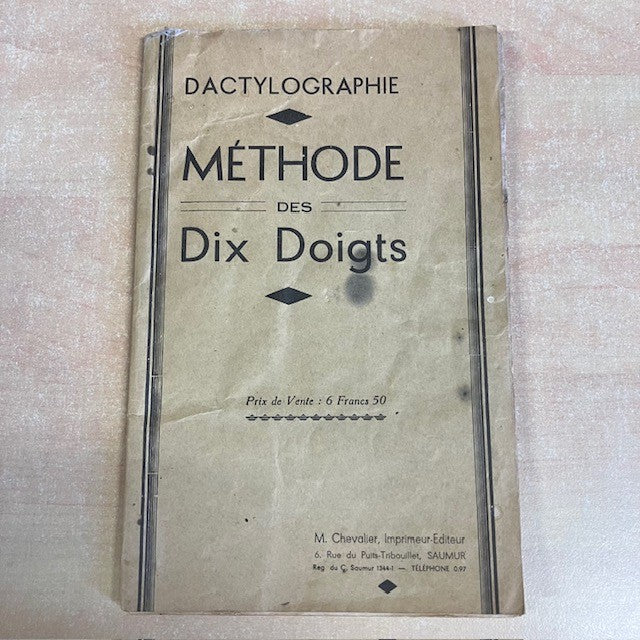 DACTYLOGRAPHIE
MÉTHODE
DES
Dix Doigts
Prix de Vente : 6 Francs 50
M. Chevalier, Imprimeur-Editeur
6, Rue du Puits-Tribouillet, SAUMUR
Reg. du C. Saumur 1344-1 — TÉLÉPHONE 0.97